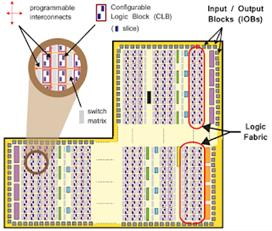 programmable
interconnects
Configurable
Logic Block (CLB)
(slice)
Input / Output
Blocks (IOBs)
switch
matrix
Logic
Fabric